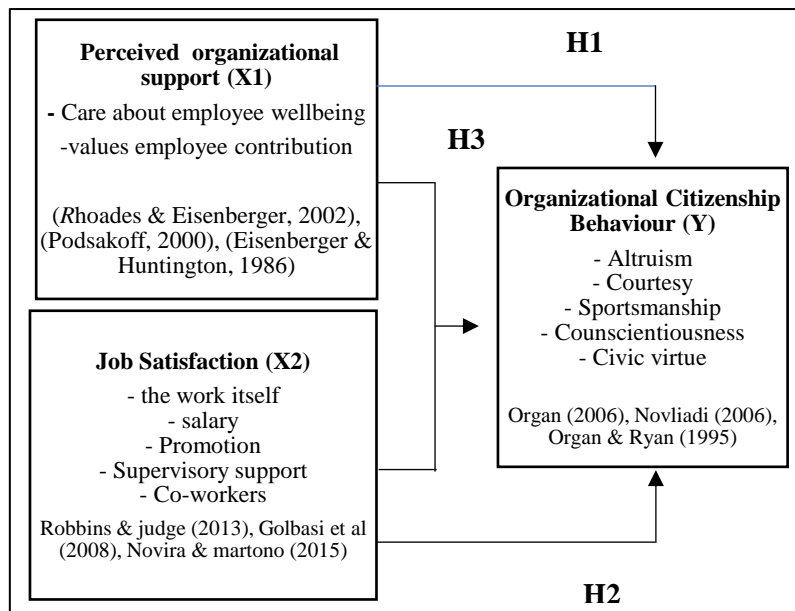 H1
Perceived organizational
support (X1)
- Care about employee wellbeing
-values employee contribution
(Rhoades & Eisenberger, 2002),
(Podsakoff, 2000), (Eisenberger &
Huntington, 1986)
H3
Organizational Citizenship
Behaviour (Y)
- Altruism
- Courtesy
- Sportsmanship
- Counscientiousness
- Civic virtue
Organ (2006), Novliadi (2006),
Organ & Ryan (1995)
Job Satisfaction (X2)
- the work itself
- salary
- Promotion
- Supervisory support
- Co-workers
Robbins & judge (2013), Golbasi et al
(2008), Novira & martono (2015)
H2